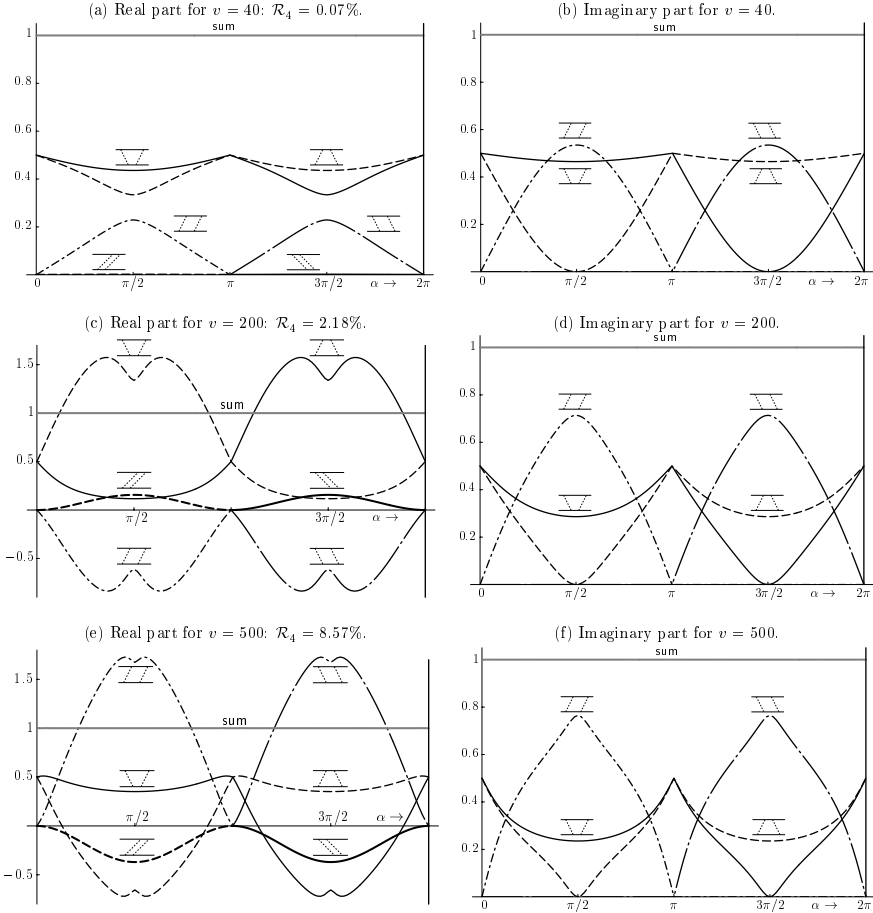 (a) Real part for v = 40: R₄ = 0.07%.
sum
1
0.8
0.6
0.4
0.2
0
π/2
π
3π/2
α →
2π
(b) Imaginary part for v = 40.
sum
1
0.8
0.6
0.4
0.2
0
π/2
π
3π/2
α →
2π
(c) Real part for v = 200: R₄ = 2.18%.
1.5
sum
1
0.5
π/2
3π/2
α →
−0.5
(d) Imaginary part for v = 200.
sum
1
0.8
0.6
0.4
0.2
0
π/2
π
3π/2
α →
2π
(e) Real part for v = 500: R₄ = 8.57%.
1.5
sum
1
0.5
π/2
3π/2
α →
−0.5
(f) Imaginary part for v = 500.
sum
1
0.8
0.6
0.4
0.2
0
π/2
π
3π/2
α →
2π